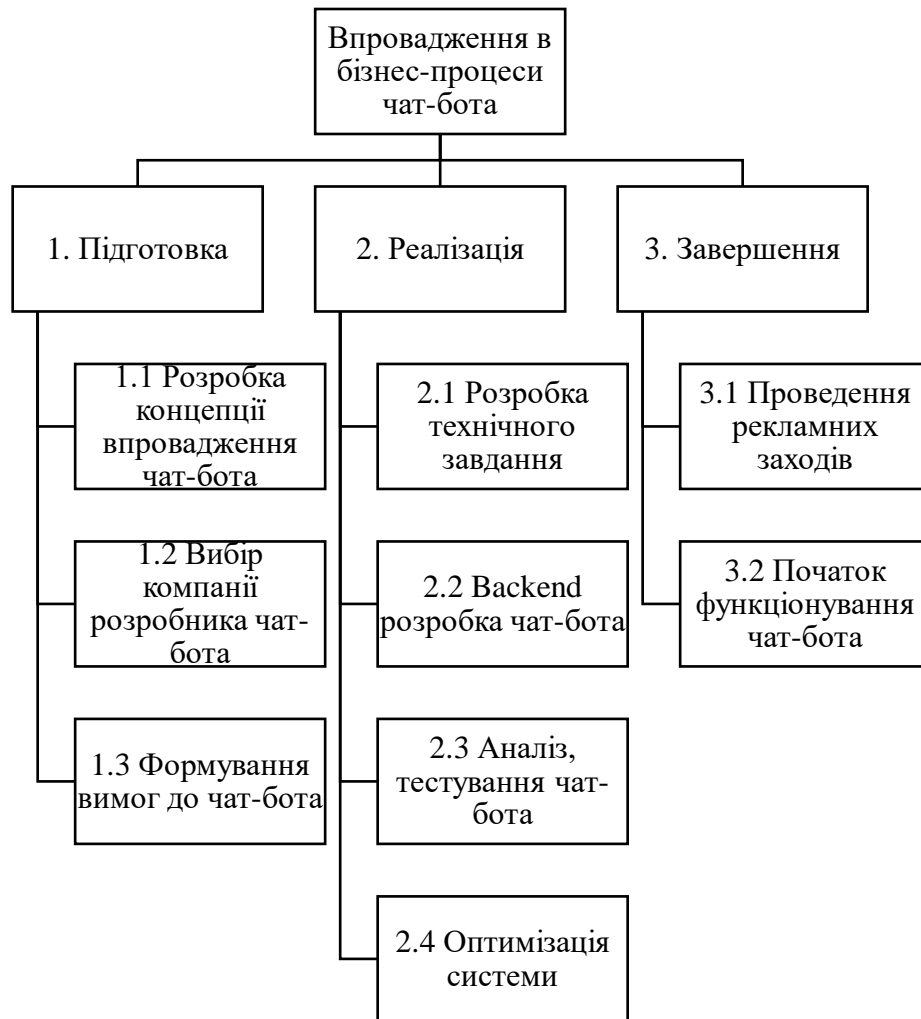 Впровадження в
бізнес-процеси
чат-бота
1. Підготовка
2. Реалізація
3. Завершення
1.1 Розробка
концепції
впровадження
чат-бота
2.1 Розробка
технічного
завдання
3.1 Проведення
рекламних
заходів
1.2 Вибір
компанії
розробника чат-
бота
2.2 Backend
розробка чат-бота
3.2 Початок
функціонування
чат-бота
1.3 Формування
вимог до чат-бота
2.3 Аналіз,
тестування чат-
бота
2.4 Оптимізація
системи